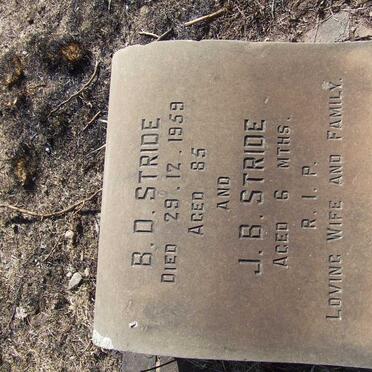 B. D. STRIDE
DIED 29.12.1959
AGED 85
AND
J. B. STRIDE
AGED 6 MTHS.
R. I. P.
LOVING WIFE AND FAMILY.